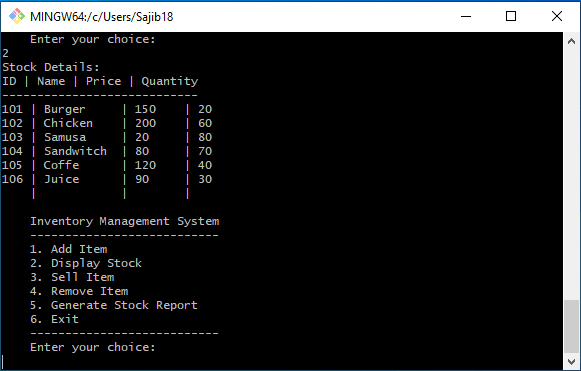 MINGW64:/c/Users/Sajib18
    Enter your choice:
2
Stock Details:
ID | Name | Price | Quantity
----------------------------
101 | Burger     | 150    | 20
102 | Chicken    | 200    | 60
103 | Samusa     | 20     | 80
104 | Sandwitch  | 80     | 70
105 | Coffe      | 120    | 40
106 | Juice      | 90     | 30
    |            |        |
    Inventory Management System
    ---------------------------
    1. Add Item
    2. Display Stock
    3. Sell Item
    4. Remove Item
    5. Generate Stock Report
    6. Exit
    ---------------------------
    Enter your choice: